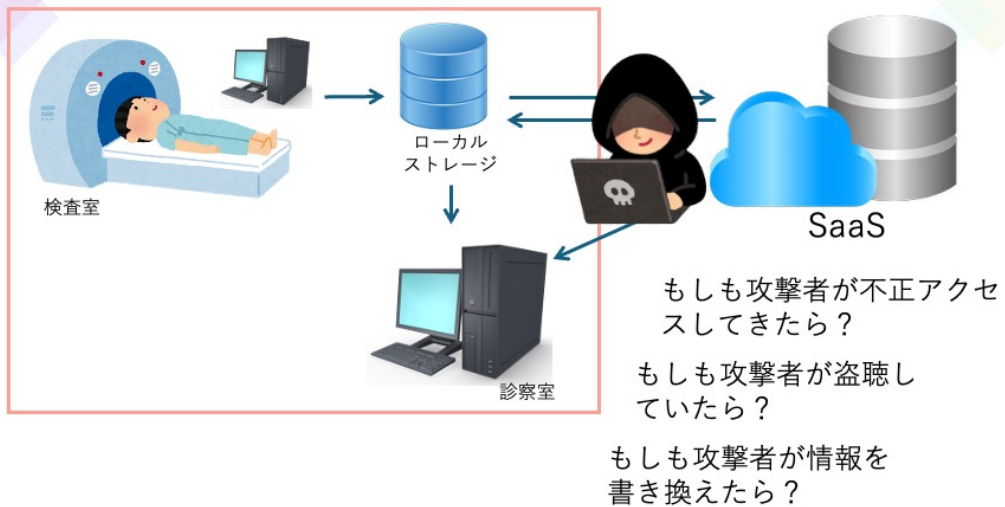 ローカル
ストレージ
検査室
SaaS
診察室
もしも攻撃者が不正アクセ
スしてきたら？
もしも攻撃者が盗聴し
ていたら？
もしも攻撃者が情報を
書き換えたら？